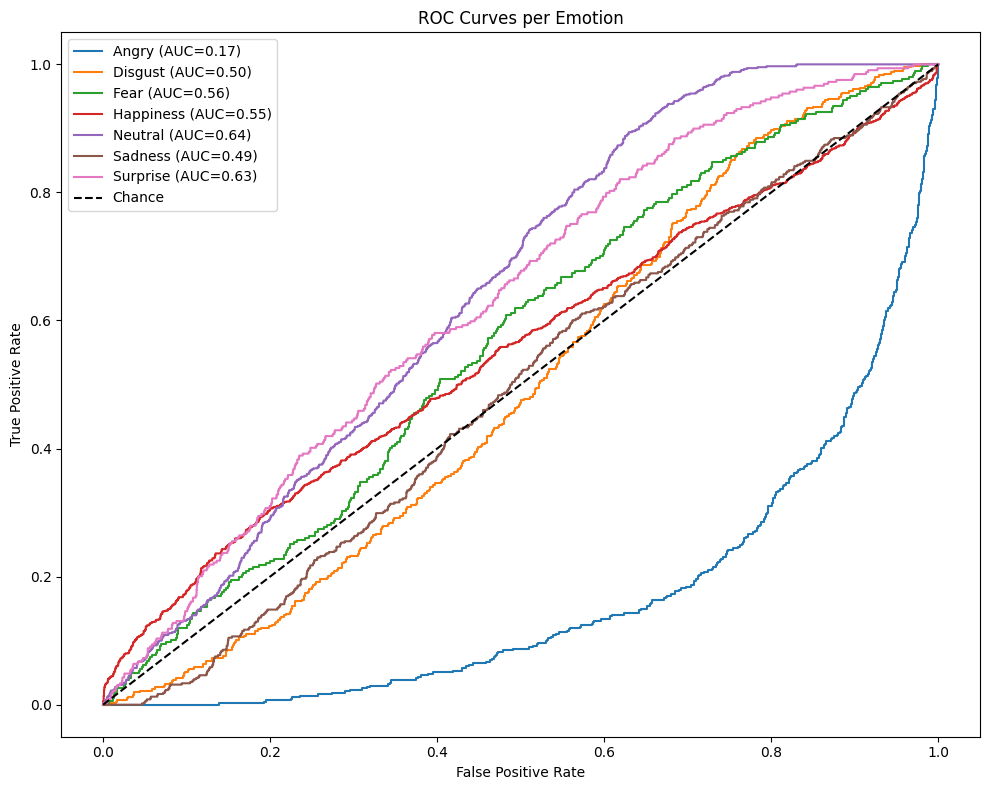 ROC Curves per Emotion
Angry (AUC=0.17)
Disgust (AUC=0.50)
Fear (AUC=0.56)
Happiness (AUC=0.55)
Neutral (AUC=0.64)
Sadness (AUC=0.49)
Surprise (AUC=0.63)
Chance
True Positive Rate
1.0
0.8
0.6
0.4
0.2
0.0
0.0 0.2 0.4 0.6 0.8 1.0
False Positive Rate